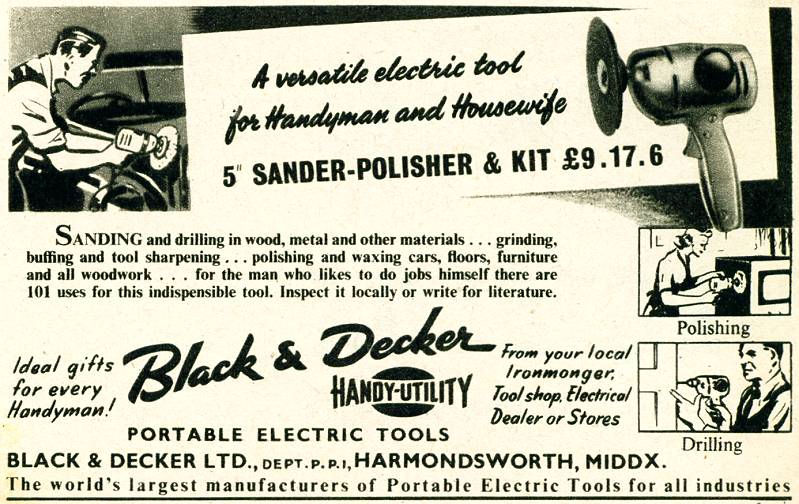 A versatile electric tool
for Handyman and Housewife
5" SANDER-POLISHER & KIT £9.17.6
SANDING and drilling in wood, metal and other materials . . . grinding,
buffing and tool sharpening . . . polishing and waxing cars, floors, furniture
and all woodwork . . . for the man who likes to do jobs himself there are
101 uses for this indispensible tool. Inspect it locally or write for literature.
Polishing
Drilling
Ideal gifts
for every
Handyman!
Black & Decker
HANDY-UTILITY
PORTABLE ELECTRIC TOOLS
From your local
Ironmonger,
Tool shop, Electrical
Dealer or Stores
BLACK & DECKER LTD., DEPT. P.P.1, HARMONDSWORTH, MIDDX.
The world's largest manufacturers of Portable Electric Tools for all industries